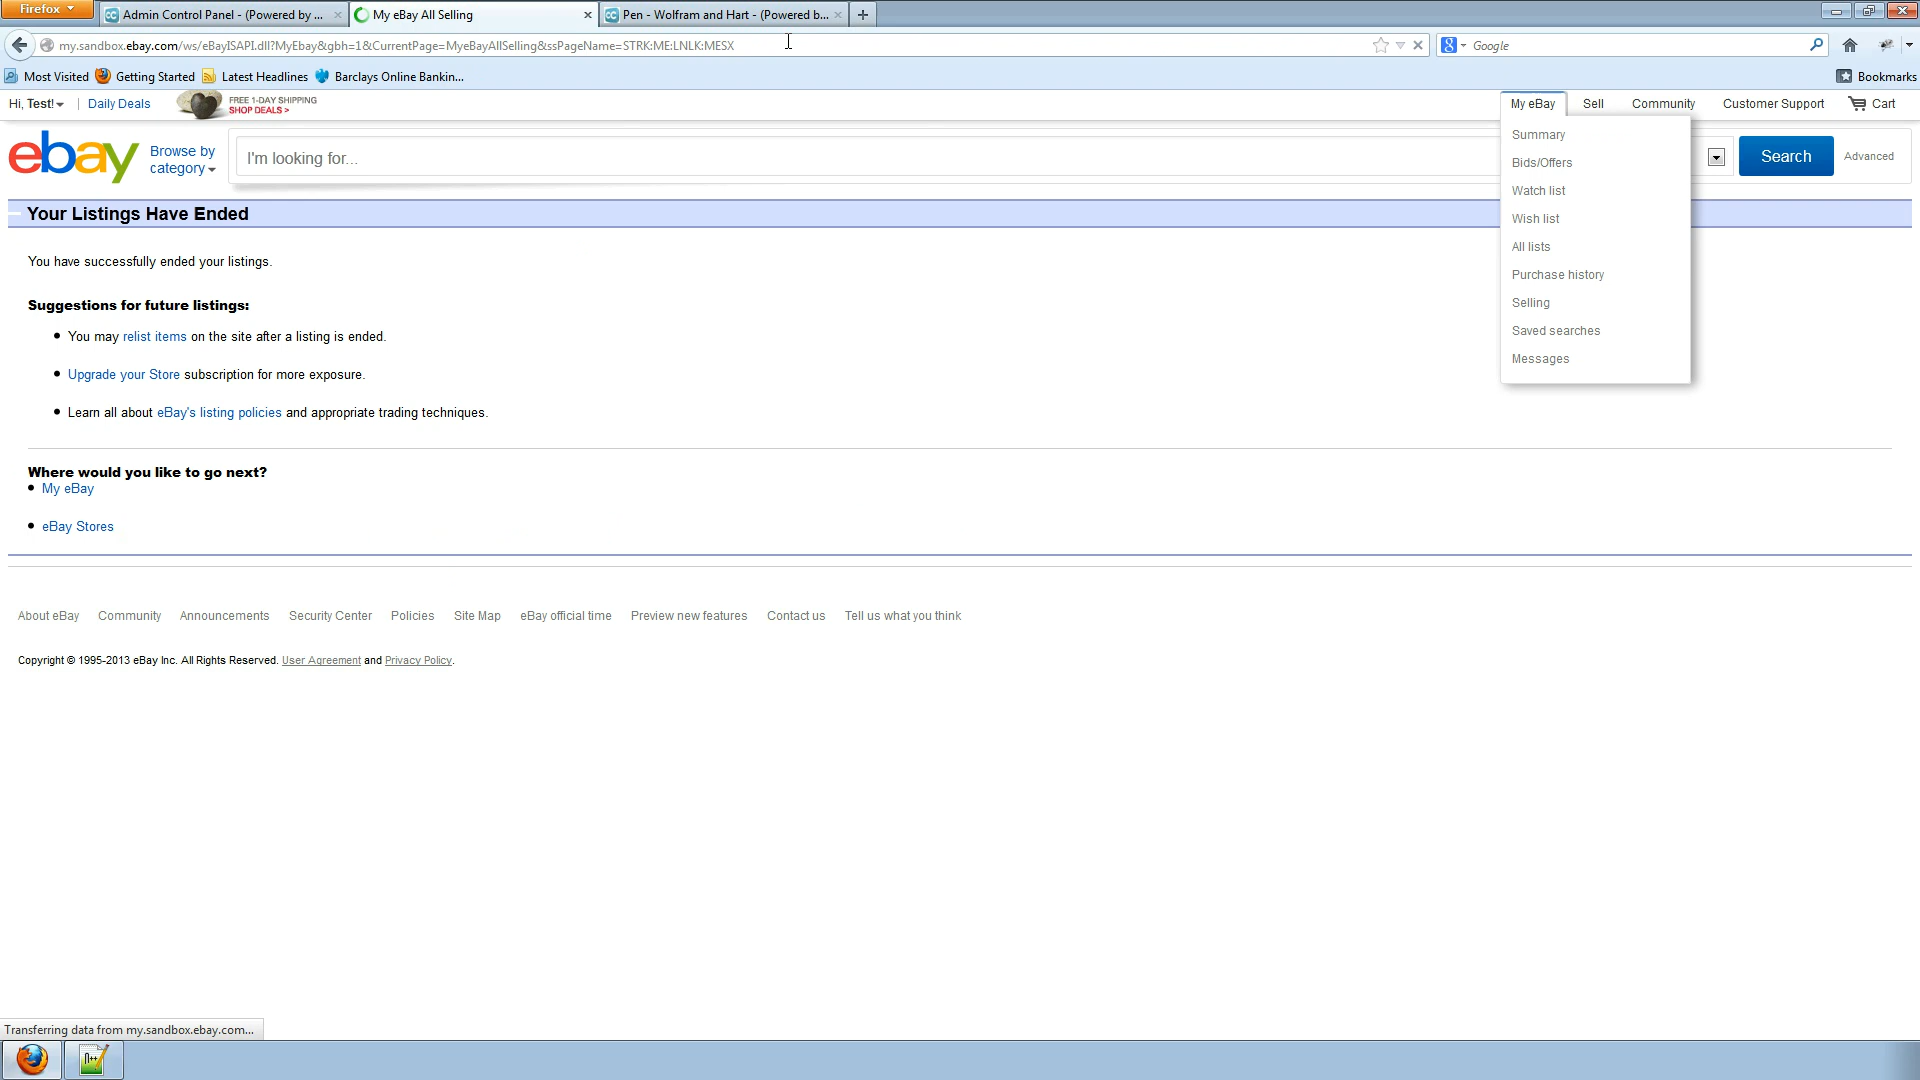 Firefox
Admin Control Panel - (Powered by ...
My eBay All Selling
Pen - Wolfram and Hart - (Powered b...
my.sandbox.ebay.com/ws/eBayISAPI.dll?MyEbay&gbh=1&CurrentPage=MyeBayAllSelling&ssPageName=STRK:ME:LNLK:MESX
Google
Most Visited Getting Started Latest Headlines Barclays Online Bankin...
Bookmarks
Hi, Test! Daily Deals
FREE 1-DAY SHIPPING
SHOP DEALS >
My eBay Sell Community Customer Support Cart
ebay
Browse by
category
I'm looking for...
Search
Advanced
Summary
Bids/Offers
Watch list
Wish list
All lists
Purchase history
Selling
Saved searches
Messages
Your Listings Have Ended
You have successfully ended your listings.
Suggestions for future listings:
You may relist items on the site after a listing is ended.
Upgrade your Store subscription for more exposure.
Learn all about eBay's listing policies and appropriate trading techniques.
Where would you like to go next?
My eBay
eBay Stores
About eBay Community Announcements Security Center Policies Site Map eBay official time Preview new features Contact us Tell us what you think
Copyright © 1995-2013 eBay Inc. All Rights Reserved. User Agreement and Privacy Policy.
Transferring data from my.sandbox.ebay.com...